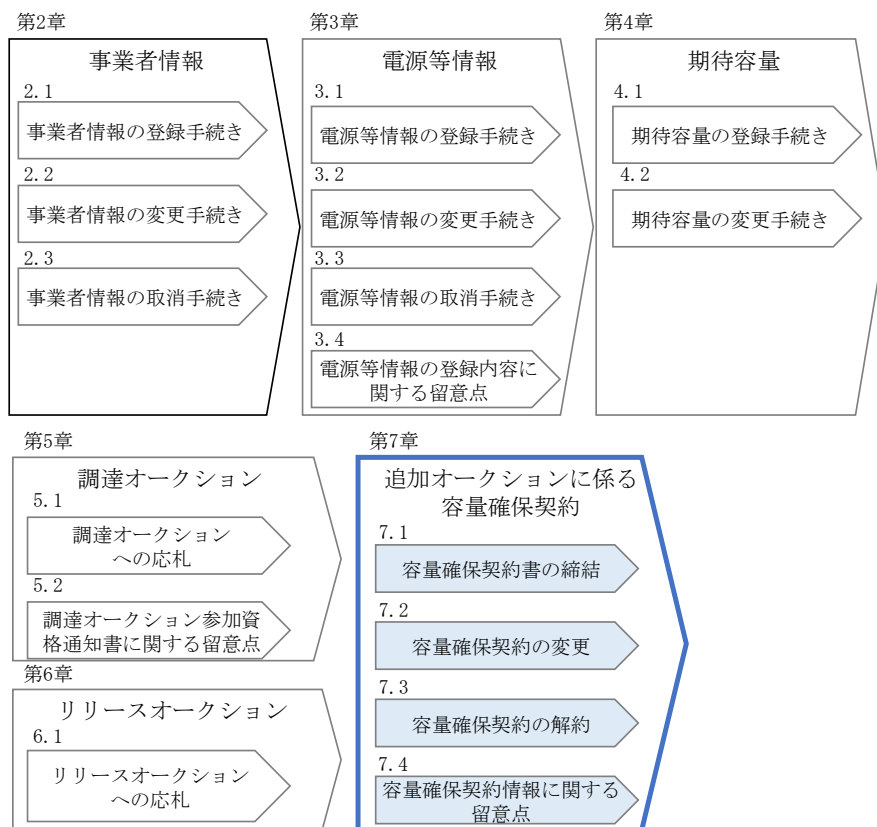 第2章
事業者情報
2.1
事業者情報の登録手続き
2.2
事業者情報の変更手続き
2.3
事業者情報の取消手続き
第3章
電源等情報
3.1
電源等情報の登録手続き
3.2
電源等情報の変更手続き
3.3
電源等情報の取消手続き
3.4
電源等情報の登録内容に
関する留意点
第4章
期待容量
4.1
期待容量の登録手続き
4.2
期待容量の変更手続き
第5章
調達オークション
5.1
調達オークション
への応札
5.2
調達オークション参加資
格通知書に関する留意点
第6章
リリースオークション
6.1
リリースオークション
への応札
第7章
追加オークションに係る
容量確保契約
7.1
容量確保契約書の締結
7.2
容量確保契約の変更
7.3
容量確保契約の解約
7.4
容量確保契約情報に関する
留意点